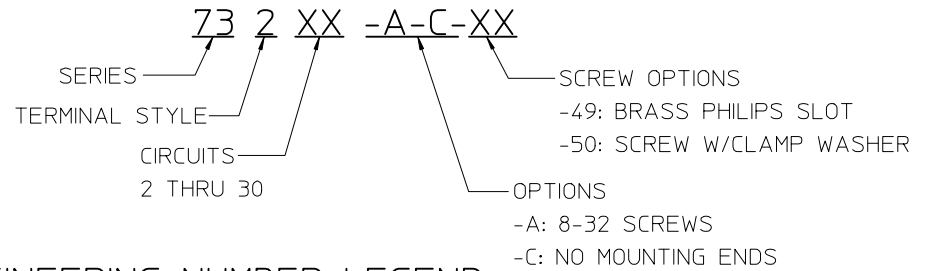 73 2 XX -A-C-XX
SERIES
TERMINAL STYLE
CIRCUITS
2 THRU 30
SCREW OPTIONS
-49: BRASS PHILIPS SLOT
-50: SCREW W/CLAMP WASHER
OPTIONS
-A: 8-32 SCREWS
-C: NO MOUNTING ENDS